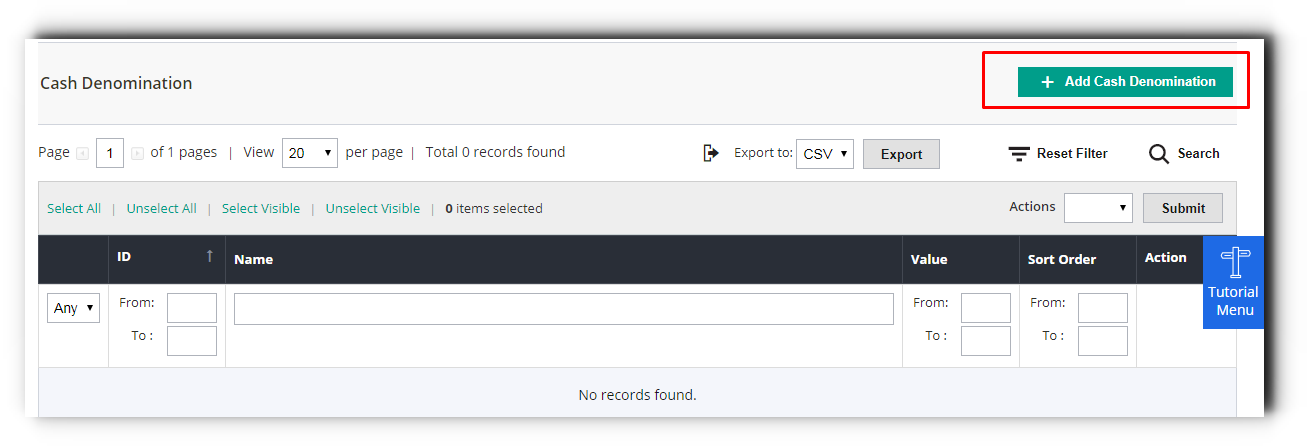 Cash Denomination
+ Add Cash Denomination
Page 1 of 1 pages | View 20 per page | Total 0 records found
Export to: CSV Export
Reset Filter
Search
Select All | Unselect All | Select Visible | Unselect Visible | 0 items selected
Actions
Submit
ID Name Value Sort Order Action
Any From: From: From:
To : To : To :
Tutorial
Menu
No records found.